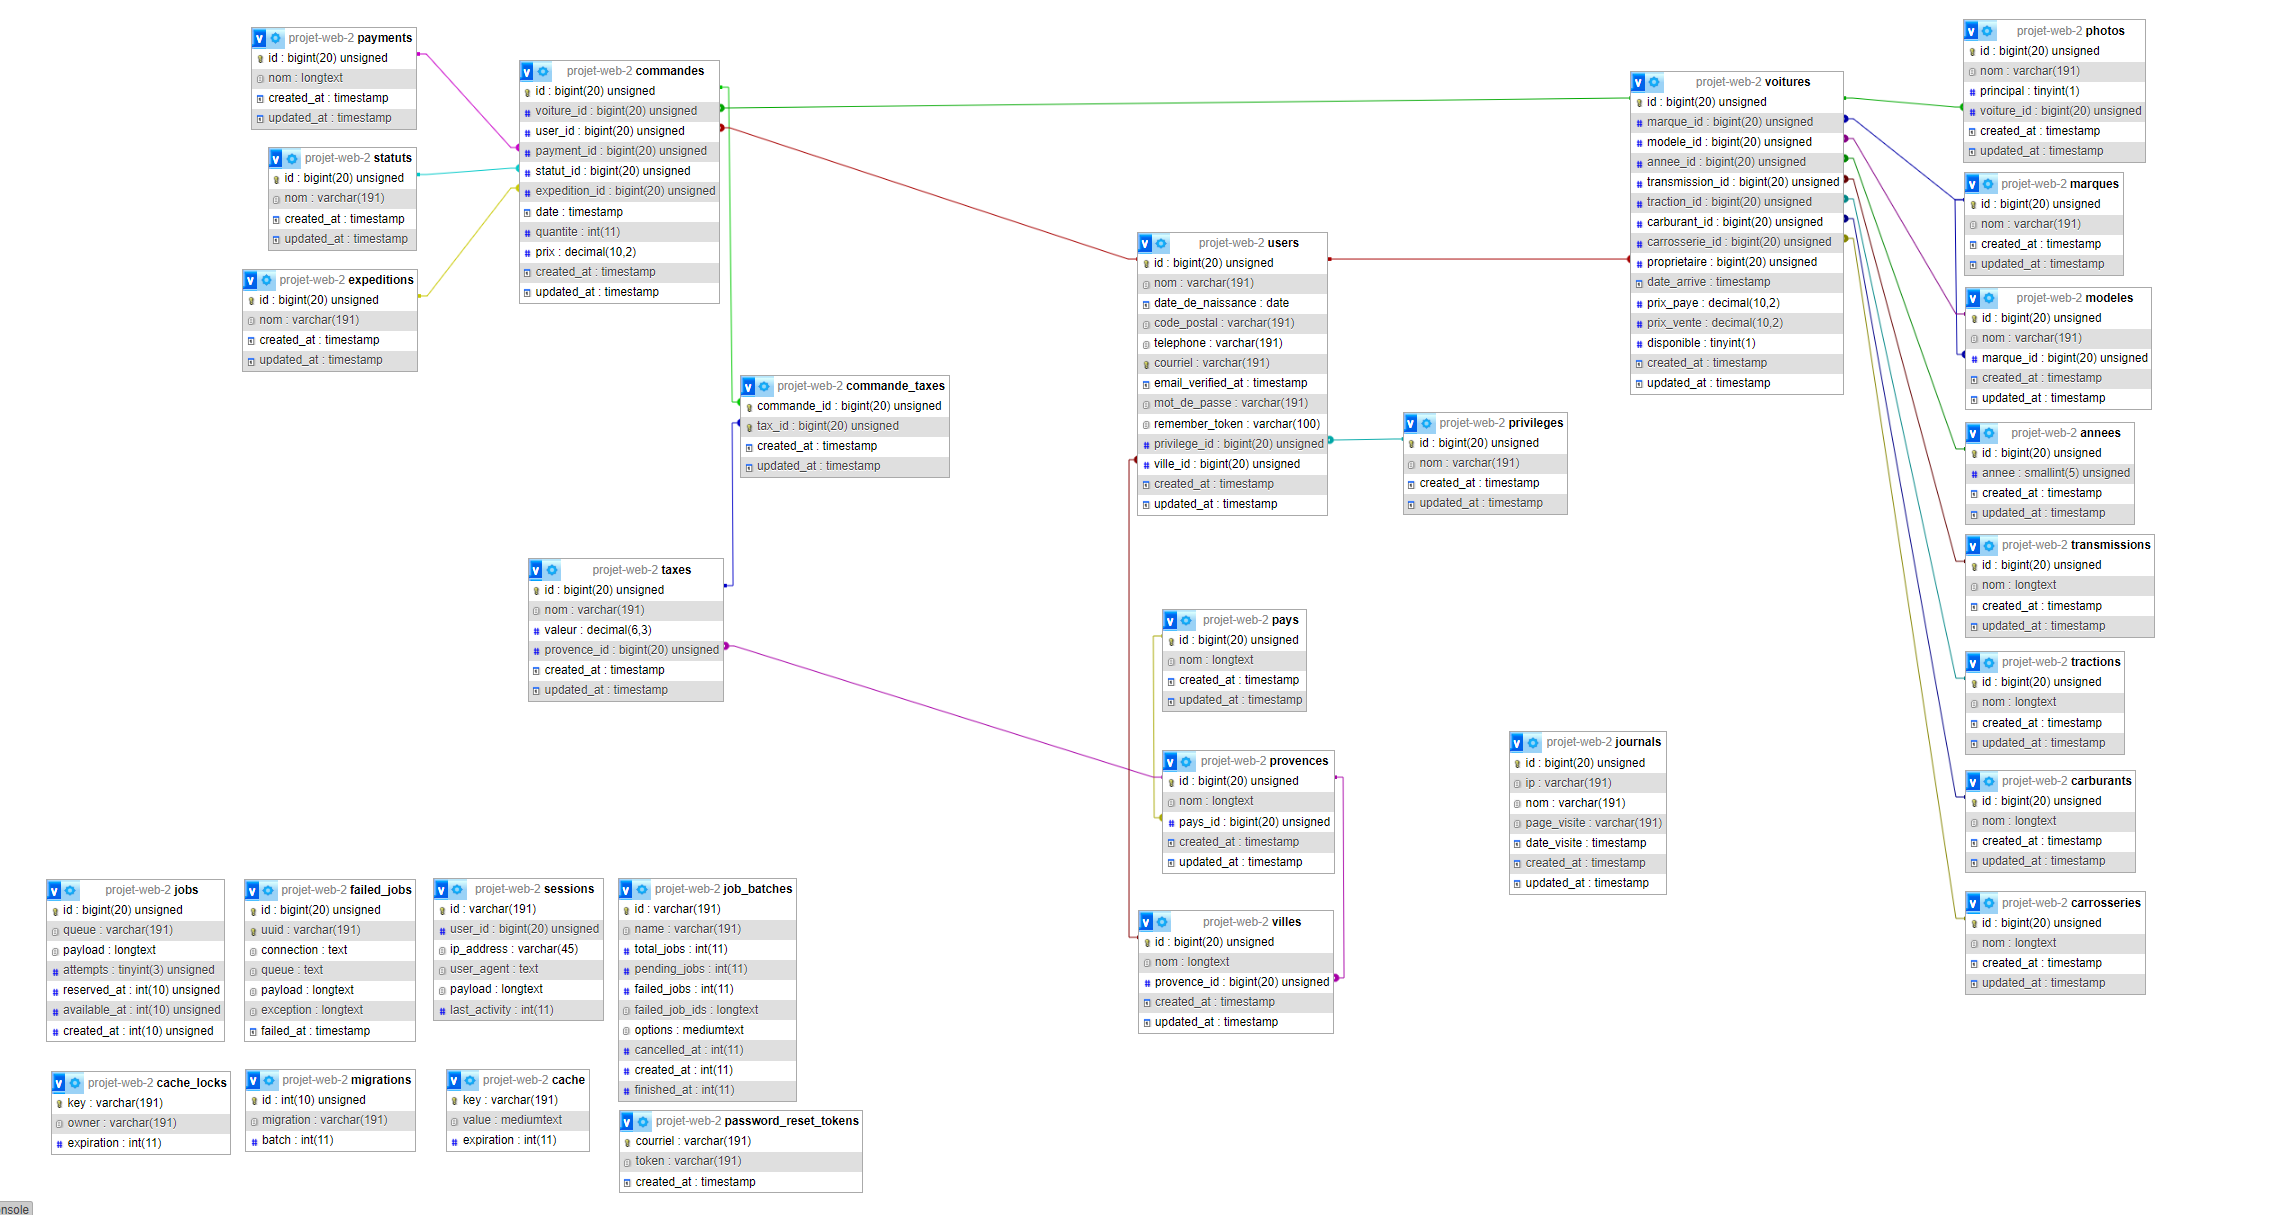 projet-web-2 payments
id : bigint(20) unsigned
nom : longtext
created_at : timestamp
updated_at : timestamp
projet-web-2 statuts
id : bigint(20) unsigned
nom : varchar(191)
created_at : timestamp
updated_at : timestamp
projet-web-2 expeditions
id : bigint(20) unsigned
nom : varchar(191)
created_at : timestamp
updated_at : timestamp
projet-web-2 commandes
id : bigint(20) unsigned
voiture_id : bigint(20) unsigned
user_id : bigint(20) unsigned
payment_id : bigint(20) unsigned
statut_id : bigint(20) unsigned
expedition_id : bigint(20) unsigned
date : timestamp
quantite : int(11)
prix : decimal(10,2)
created_at : timestamp
updated_at : timestamp
projet-web-2 commande_taxes
commande_id : bigint(20) unsigned
tax_id : bigint(20) unsigned
created_at : timestamp
updated_at : timestamp
projet-web-2 taxes
id : bigint(20) unsigned
nom : varchar(191)
valeur : decimal(6,3)
provence_id : bigint(20) unsigned
created_at : timestamp
updated_at : timestamp
projet-web-2 users
id : bigint(20) unsigned
nom : varchar(191)
date_de_naissance : date
code_postal : varchar(191)
telephone : varchar(191)
courriel : varchar(191)
email_verified_at : timestamp
mot_de_passe : varchar(191)
remember_token : varchar(100)
privilege_id : bigint(20) unsigned
ville_id : bigint(20) unsigned
created_at : timestamp
updated_at : timestamp
projet-web-2 privileges
id : bigint(20) unsigned
nom : varchar(191)
created_at : timestamp
updated_at : timestamp
projet-web-2 voitures
id : bigint(20) unsigned
marque_id : bigint(20) unsigned
modele_id : bigint(20) unsigned
annee_id : bigint(20) unsigned
transmission_id : bigint(20) unsigned
traction_id : bigint(20) unsigned
carburant_id : bigint(20) unsigned
carrosserie_id : bigint(20) unsigned
proprietaire : bigint(20) unsigned
date_arrive : timestamp
prix_paye : decimal(10,2)
prix_vente : decimal(10,2)
disponible : tinyint(1)
created_at : timestamp
updated_at : timestamp
projet-web-2 photos
id : bigint(20) unsigned
nom : varchar(191)
principal : tinyint(1)
voiture_id : bigint(20) unsigned
created_at : timestamp
updated_at : timestamp
projet-web-2 marques
id : bigint(20) unsigned
nom : varchar(191)
created_at : timestamp
updated_at : timestamp
projet-web-2 modeles
id : bigint(20) unsigned
nom : varchar(191)
marque_id : bigint(20) unsigned
created_at : timestamp
updated_at : timestamp
projet-web-2 annees
id : bigint(20) unsigned
annee : smallint(5) unsigned
created_at : timestamp
updated_at : timestamp
projet-web-2 transmissions
id : bigint(20) unsigned
nom : longtext
created_at : timestamp
updated_at : timestamp
projet-web-2 tractions
id : bigint(20) unsigned
nom : longtext
created_at : timestamp
updated_at : timestamp
projet-web-2 carburants
id : bigint(20) unsigned
nom : longtext
created_at : timestamp
updated_at : timestamp
projet-web-2 carrosseries
id : bigint(20) unsigned
nom : longtext
created_at : timestamp
updated_at : timestamp
projet-web-2 pays
id : bigint(20) unsigned
nom : longtext
created_at : timestamp
updated_at : timestamp
projet-web-2 provences
id : bigint(20) unsigned
nom : longtext
pays_id : bigint(20) unsigned
created_at : timestamp
updated_at : timestamp
projet-web-2 villes
id : bigint(20) unsigned
nom : longtext
provence_id : bigint(20) unsigned
created_at : timestamp
updated_at : timestamp
projet-web-2 journals
id : bigint(20) unsigned
ip : varchar(191)
nom : varchar(191)
page_visite : varchar(191)
date_visite : timestamp
created_at : timestamp
updated_at : timestamp
projet-web-2 jobs
id : bigint(20) unsigned
queue : varchar(191)
payload : longtext
attempts : tinyint(3) unsigned
reserved_at : int(10) unsigned
available_at : int(10) unsigned
created_at : int(10) unsigned
projet-web-2 failed_jobs
id : bigint(20) unsigned
uuid : varchar(191)
connection : text
queue : text
payload : longtext
exception : longtext
failed_at : timestamp
projet-web-2 sessions
id : varchar(191)
user_id : bigint(20) unsigned
ip_address : varchar(45)
user_agent : text
payload : longtext
last_activity : int(11)
projet-web-2 job_batches
id : varchar(191)
name : varchar(191)
total_jobs : int(11)
pending_jobs : int(11)
failed_jobs : int(11)
failed_job_ids : longtext
options : mediumtext
cancelled_at : int(11)
created_at : int(11)
finished_at : int(11)
projet-web-2 cache_locks
key : varchar(191)
owner : varchar(191)
expiration : int(11)
projet-web-2 migrations
id : int(10) unsigned
migration : varchar(191)
batch : int(11)
projet-web-2 cache
key : varchar(191)
value : mediumtext
expiration : int(11)
projet-web-2 password_reset_tokens
courriel : varchar(191)
token : varchar(191)
created_at : timestamp
nsole